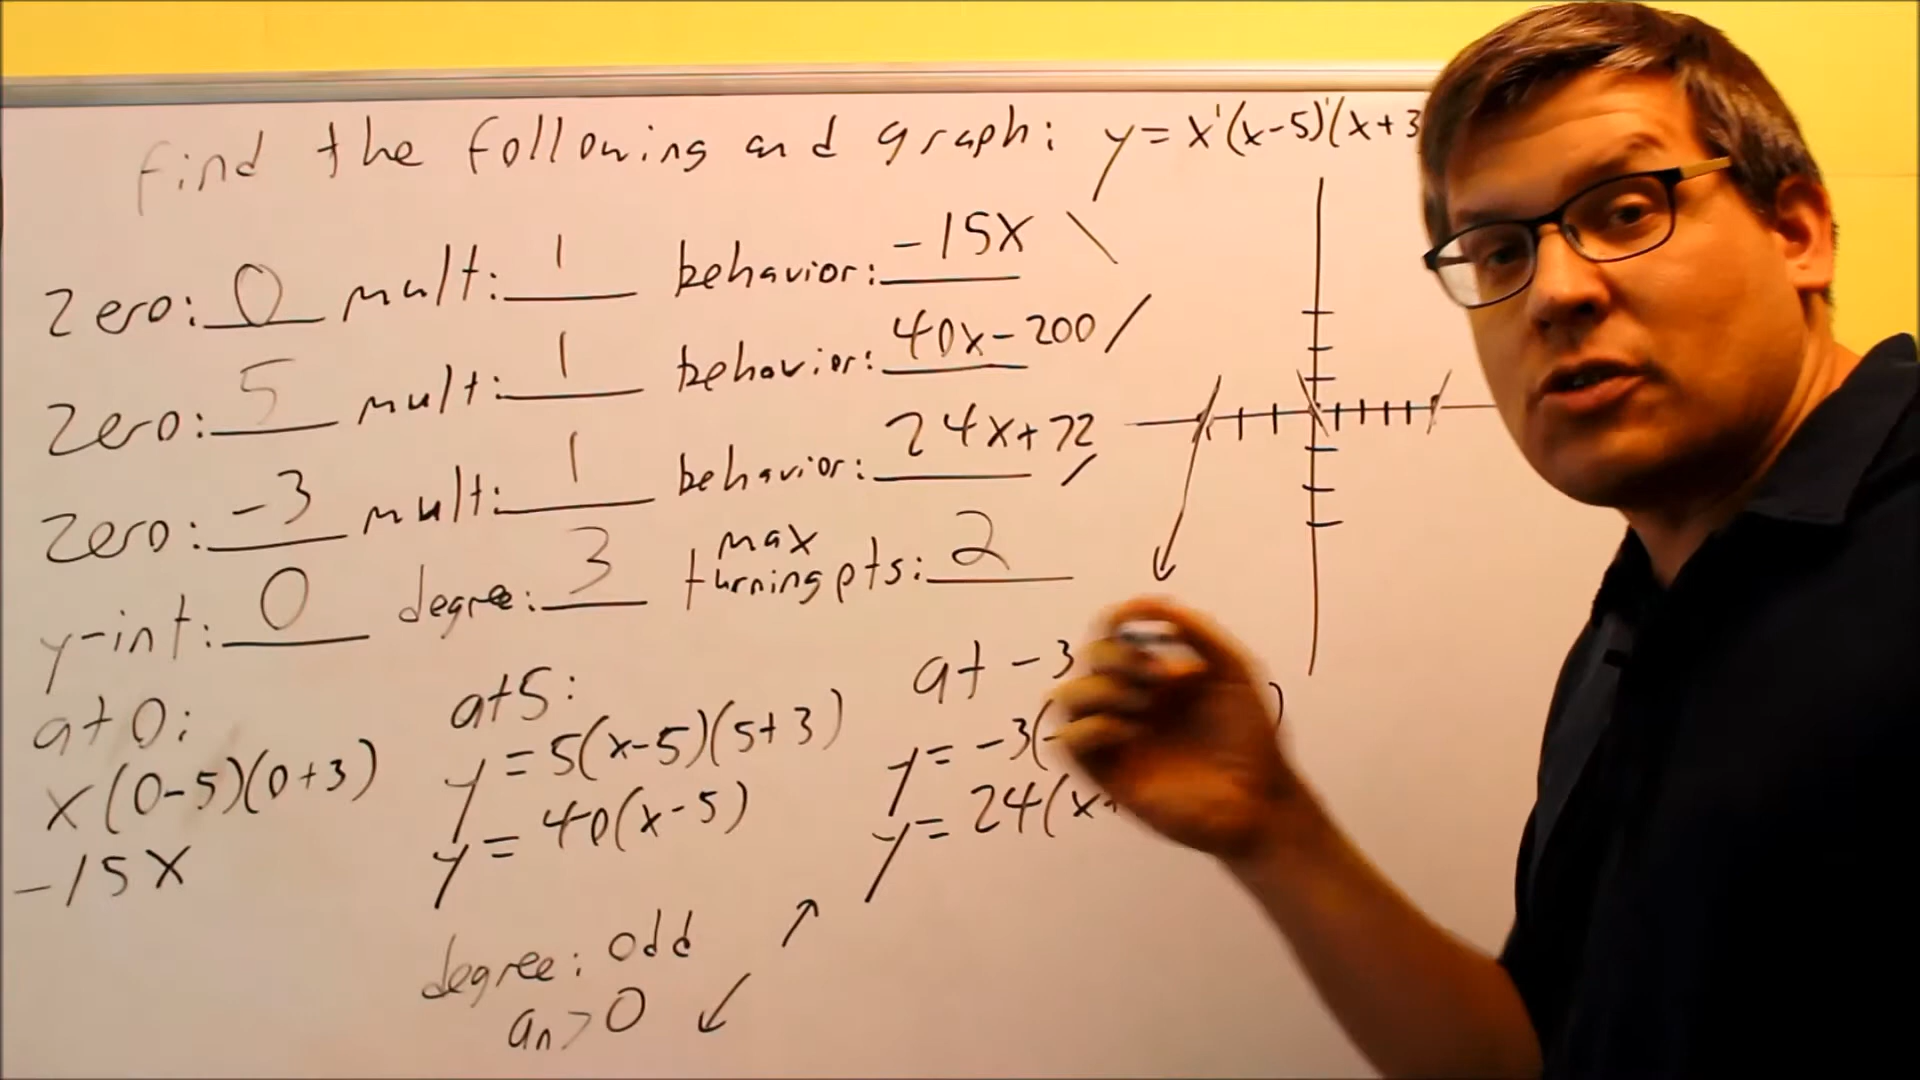 find the following and graph: y = x¹(x-5)¹(x+3
zero: 0 mult: 1 behavior: -15x
zero: 5 mult: 1 behavior: 40x-200
zero: -3 mult: 1 behavior: 24x+72
y-int: 0 degree: 3 max turning pts: 2
at 0:
x(0-5)(0+3)
-15x
at 5:
y = 5(x-5)(5+3)
y = 40(x-5)
at -3
y = -3(-
y = 24(x+
degree: odd
aₙ>0